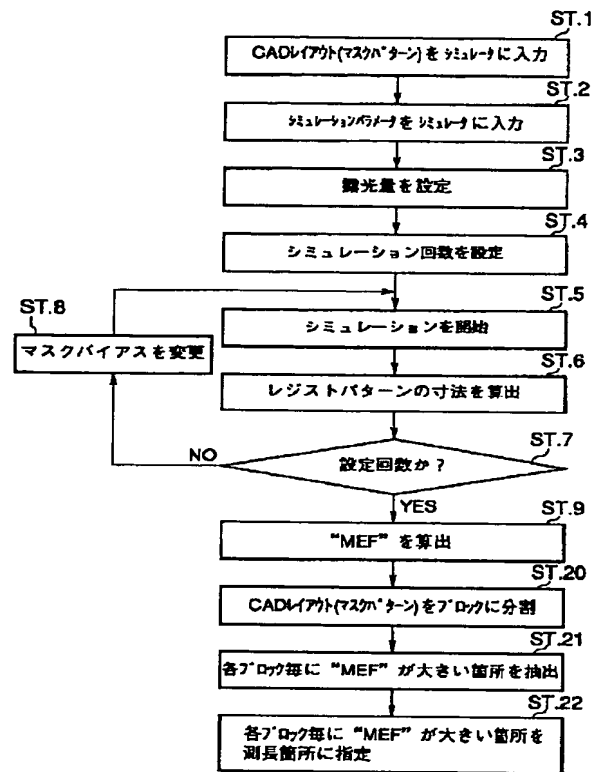 ST.1
CADレイアウト(マスクパターン)をシミュレータに入力
ST.2
シミュレーションパラメータをシミュレータに入力
ST.3
露光量を設定
ST.4
シミュレーション回数を設定
ST.5
シミュレーションを開始
ST.8
マスクバイアスを変更
ST.6
レジストパターンの寸法を算出
ST.7
設定回数か?
NO
YES
ST.9
“MEF”を算出
ST.20
CADレイアウト(マスクパターン)をブロックに分割
ST.21
各ブロック毎に“MEF”が大きい箇所を抽出
ST.22
各ブロック毎に“MEF”が大きい箇所を
測長箇所に指定